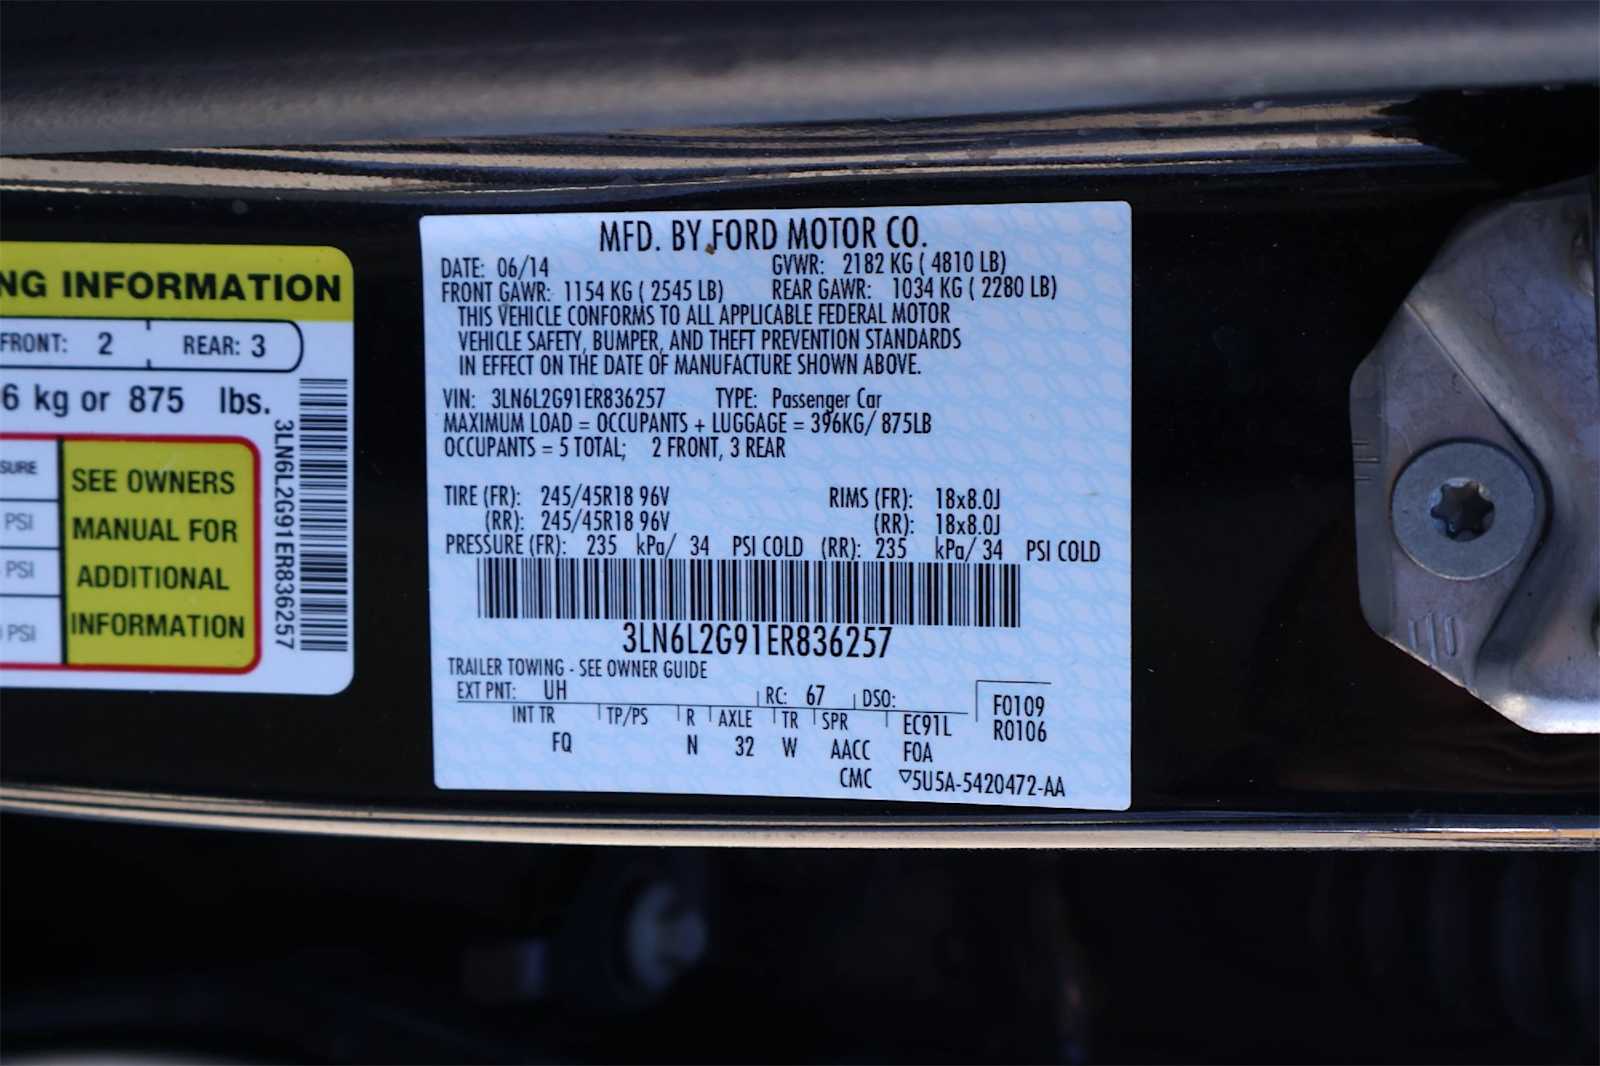 NG INFORMATION
FRONT: 2 REAR: 3
6 kg or 875 lbs.
SURE
PSI
PSI
PSI
SEE OWNERS
MANUAL FOR
ADDITIONAL
INFORMATION
3LN6L2G91ER836257
MFD. BY FORD MOTOR CO.
DATE: 06/14 GVWR: 2182 KG ( 4810 LB)
FRONT GAWR: 1154 KG ( 2545 LB) REAR GAWR: 1034 KG ( 2280 LB)
THIS VEHICLE CONFORMS TO ALL APPLICABLE FEDERAL MOTOR
VEHICLE SAFETY, BUMPER, AND THEFT PREVENTION STANDARDS
IN EFFECT ON THE DATE OF MANUFACTURE SHOWN ABOVE.
VIN: 3LN6L2G91ER836257 TYPE: Passenger Car
MAXIMUM LOAD = OCCUPANTS + LUGGAGE = 396KG/ 875LB
OCCUPANTS = 5 TOTAL; 2 FRONT, 3 REAR
TIRE (FR): 245/45R18 96V RIMS (FR): 18x8.0J
(RR): 245/45R18 96V (RR): 18x8.0J
PRESSURE (FR): 235 kPa/ 34 PSI COLD (RR): 235 kPa/ 34 PSI COLD
3LN6L2G91ER836257
TRAILER TOWING - SEE OWNER GUIDE
EXT PNT: UH RC: 67 DSO: F0109
INT TR TP/PS R AXLE TR SPR EC91L R0106
FQ N 32 W AACC F0A
CMC ▽5U5A-5420472-AA